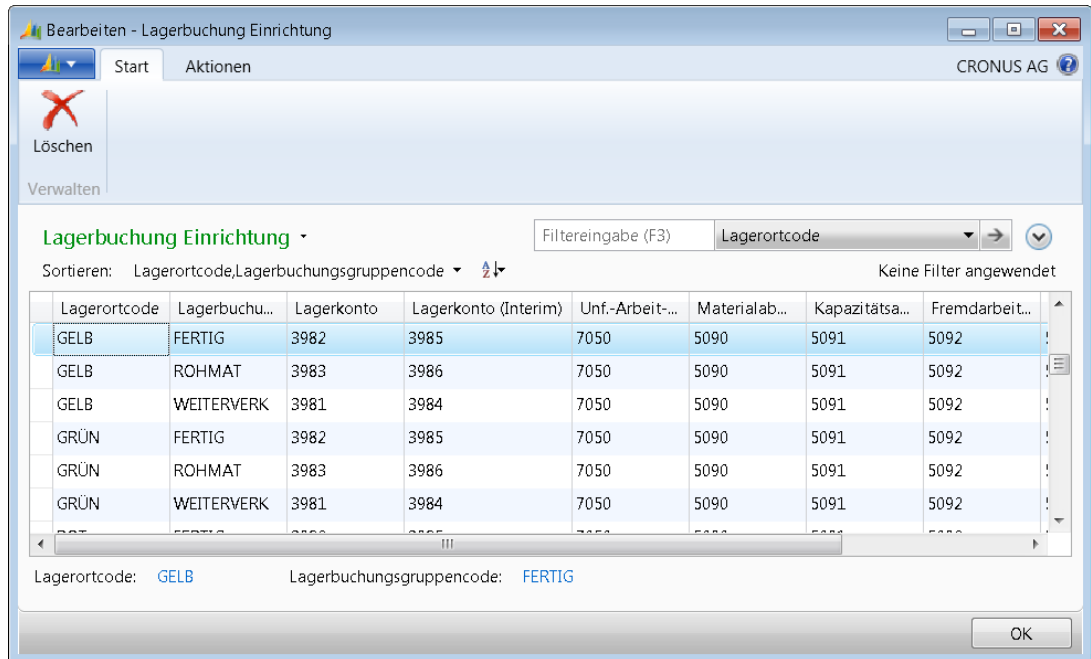 Bearbeiten - Lagerbuchung Einrichtung
Start Aktionen CRONUS AG
Löschen
Verwalten
Lagerbuchung Einrichtung Filtereingabe (F3) Lagerortcode
Sortieren: Lagerortcode,Lagerbuchungsgruppencode Keine Filter angewendet
Lagerortcode Lagerbuchu... Lagerkonto Lagerkonto (Interim) Unf.-Arbeit-... Materialab... Kapazitätsa... Fremdarbeit...
GELB FERTIG 3982 3985 7050 5090 5091 5092
GELB ROHMAT 3983 3986 7050 5090 5091 5092
GELB WEITERVERK 3981 3984 7050 5090 5091 5092
GRÜN FERTIG 3982 3985 7050 5090 5091 5092
GRÜN ROHMAT 3983 3986 7050 5090 5091 5092
GRÜN WEITERVERK 3981 3984 7050 5090 5091 5092
Lagerortcode: GELB Lagerbuchungsgruppencode: FERTIG
OK